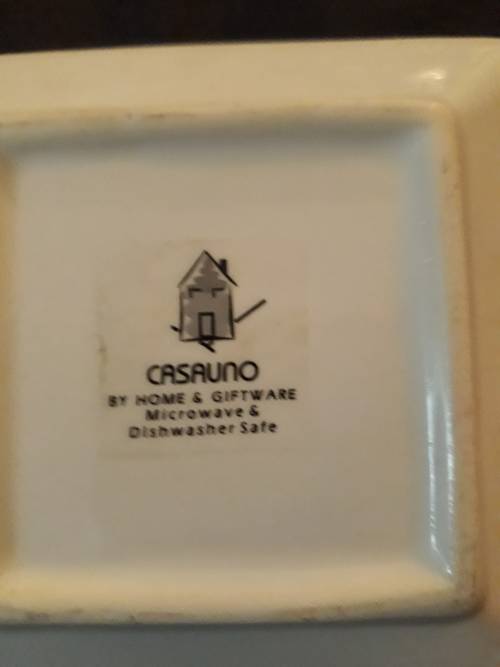 CASAUNO
BY HOME & GIFTWARE
Microwave &
Dishwasher Safe